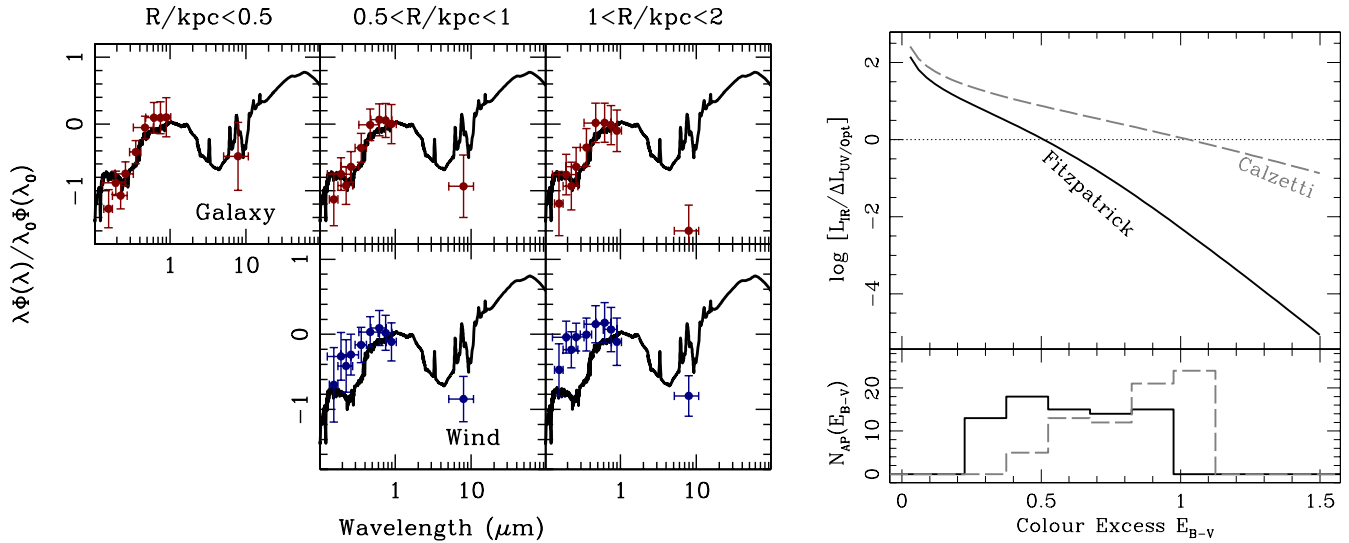 R/kpc<0.5
0.5<R/kpc<1
1<R/kpc<2
λΦ(λ)/λ₀Φ(λ₀)
0
-1
Galaxy
1
10
1
0
-1
Wind
1
10
1
10
Wavelength (μm)
log [L_IR/ΔL_UV/opt]
2
0
-2
-4
Fitzpatrick
Calzetti
N_AP(E_B-V)
20
10
0
0
0.5
1
1.5
Colour Excess E_B-V